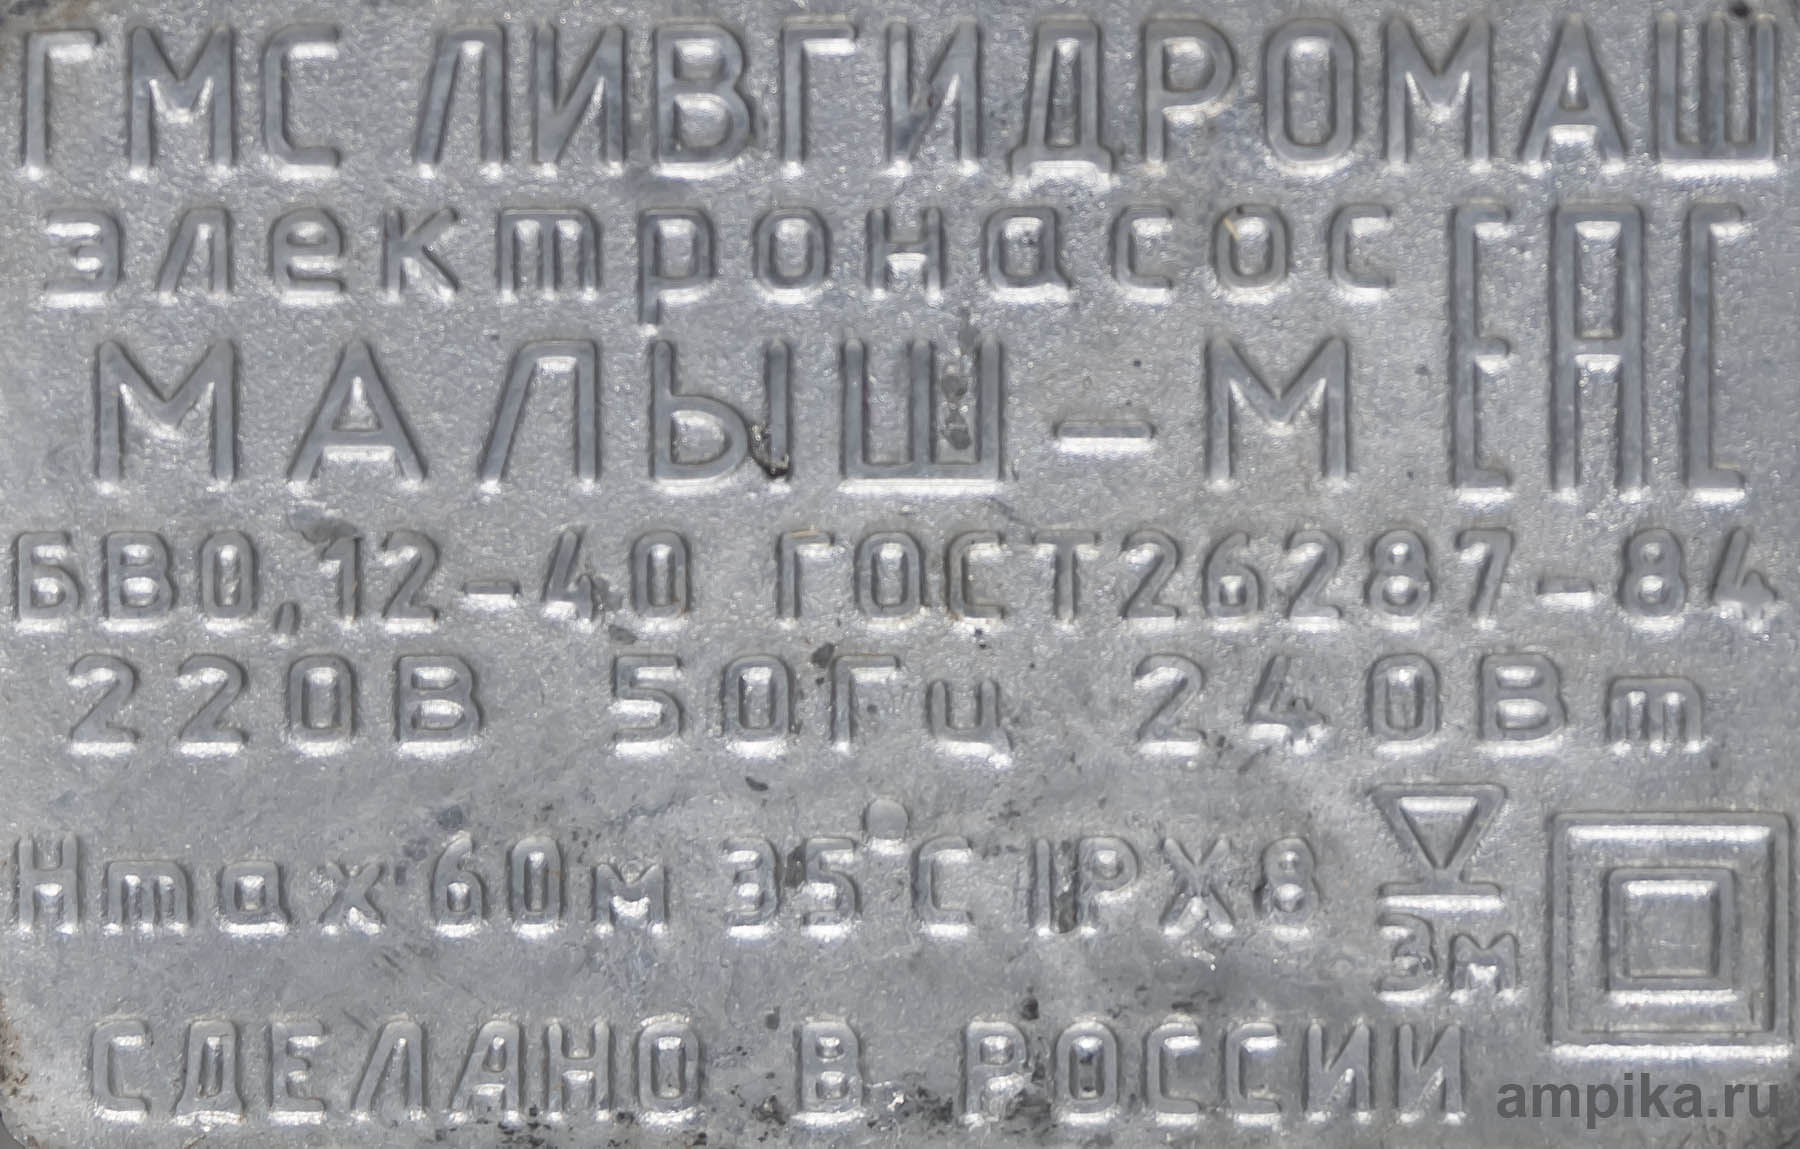 ГМС ЛИВГИДРОМАШ
электронасос
МАЛЫШ-М
EAC
БВ0,12-40 ГОСТ26287-84
220В 50Гц 240Вт
Hmax 60м 35°С IPX8
3м
СДЕЛАНО В РОССИИ
ampika.ru